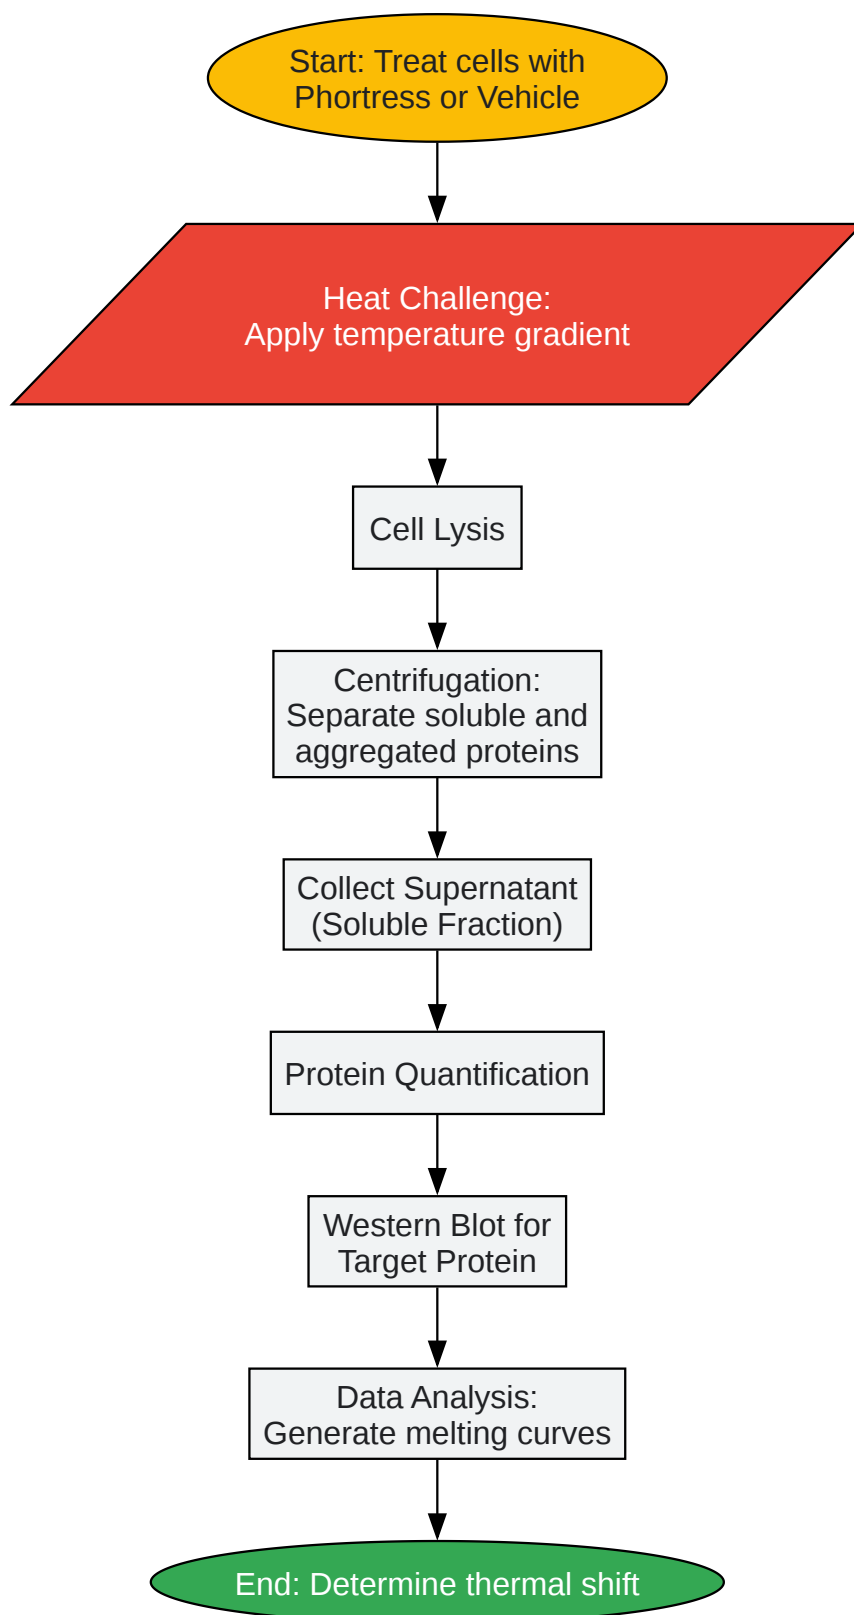 Start: Treat cells with
Phortress or Vehicle
Heat Challenge:
Apply temperature gradient
Cell Lysis
Centrifugation:
Separate soluble and
aggregated proteins
Collect Supernatant
(Soluble Fraction)
Protein Quantification
Western Blot for
Target Protein
Data Analysis:
Generate melting curves
End: Determine thermal shift